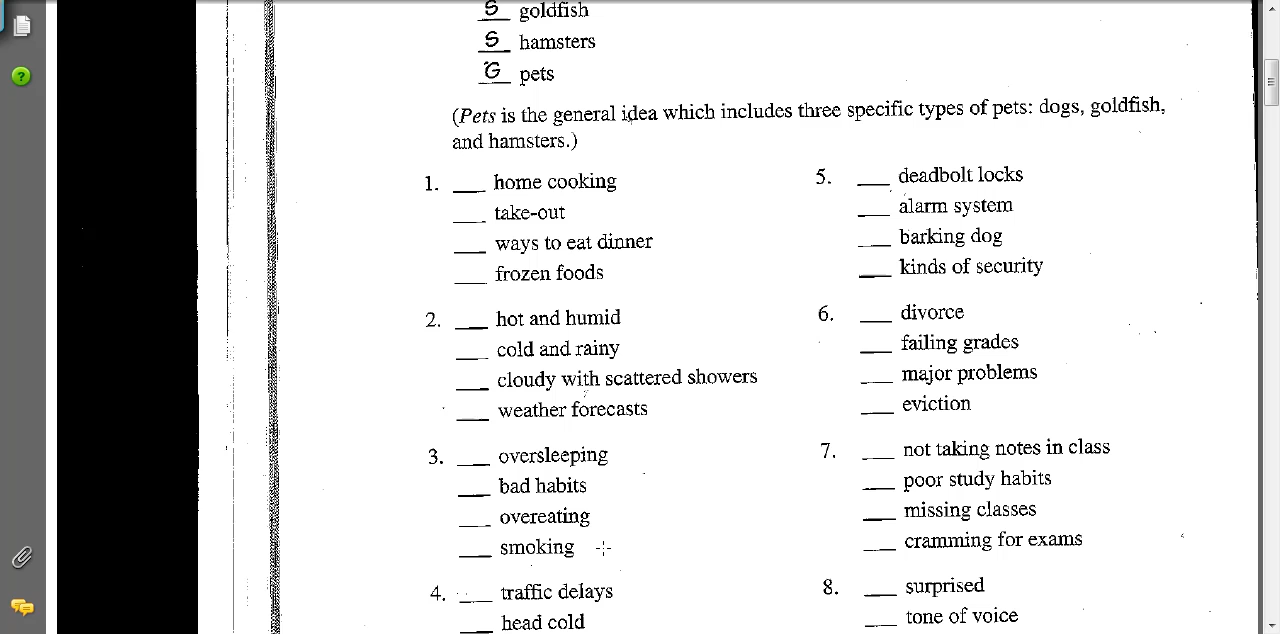 S goldfish
S hamsters
G pets
(Pets is the general idea which includes three specific types of pets: dogs, goldfish,
and hamsters.)
1. ___ home cooking
___ take-out
___ ways to eat dinner
___ frozen foods
2. ___ hot and humid
___ cold and rainy
___ cloudy with scattered showers
___ weather forecasts
3. ___ oversleeping
___ bad habits
___ overeating
___ smoking
4. ___ traffic delays
___ head cold
5. ___ deadbolt locks
___ alarm system
___ barking dog
___ kinds of security
6. ___ divorce
___ failing grades
___ major problems
___ eviction
7. ___ not taking notes in class
___ poor study habits
___ missing classes
___ cramming for exams
8. ___ surprised
___ tone of voice